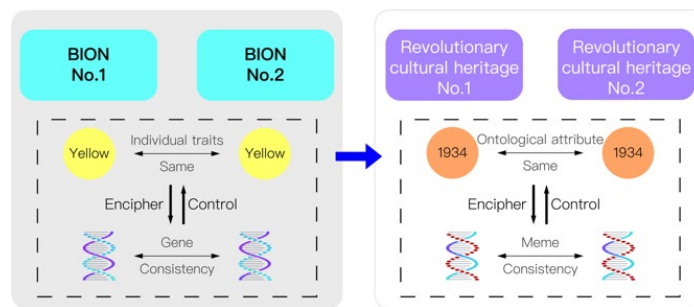 BION
No.1
BION
No.2
Individual traits
Yellow
Yellow
Same
Encipher
Control
Gene
Consistency
Revolutionary
cultural heritage
No.1
Revolutionary
cultural heritage
No.2
Ontological attribute
1934
1934
Same
Encipher
Control
Meme
Consistency